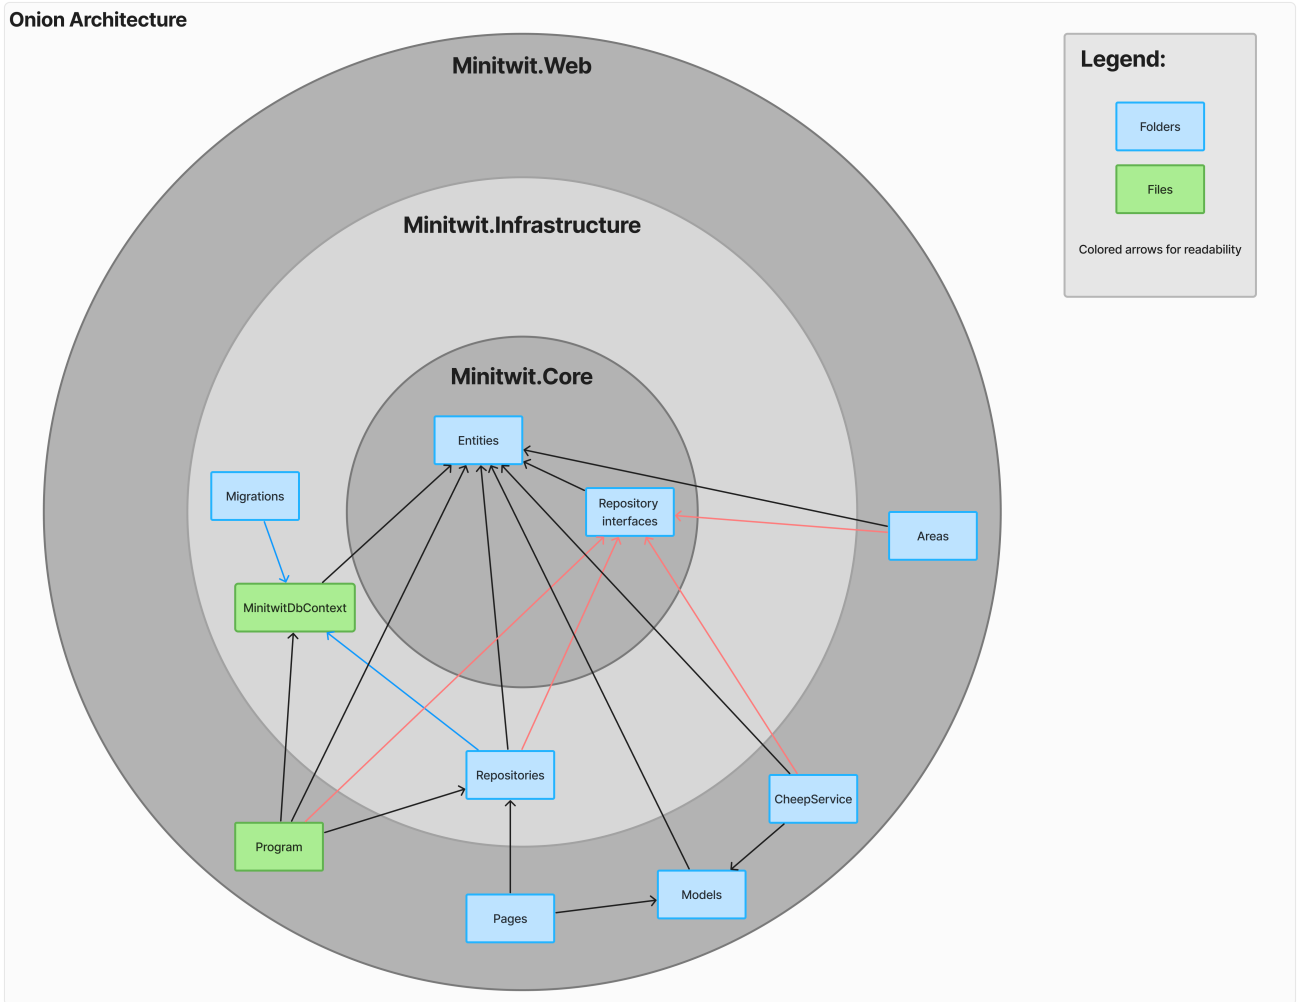 Onion Architecture
Minitwit.Web
Legend:
Folders
Files
Colored arrows for readability
Minitwit.Infrastructure
Minitwit.Core
Entities
Migrations
Repository
interfaces
Areas
MinitwitDbContext
Repositories
CheepService
Program
Models
Pages